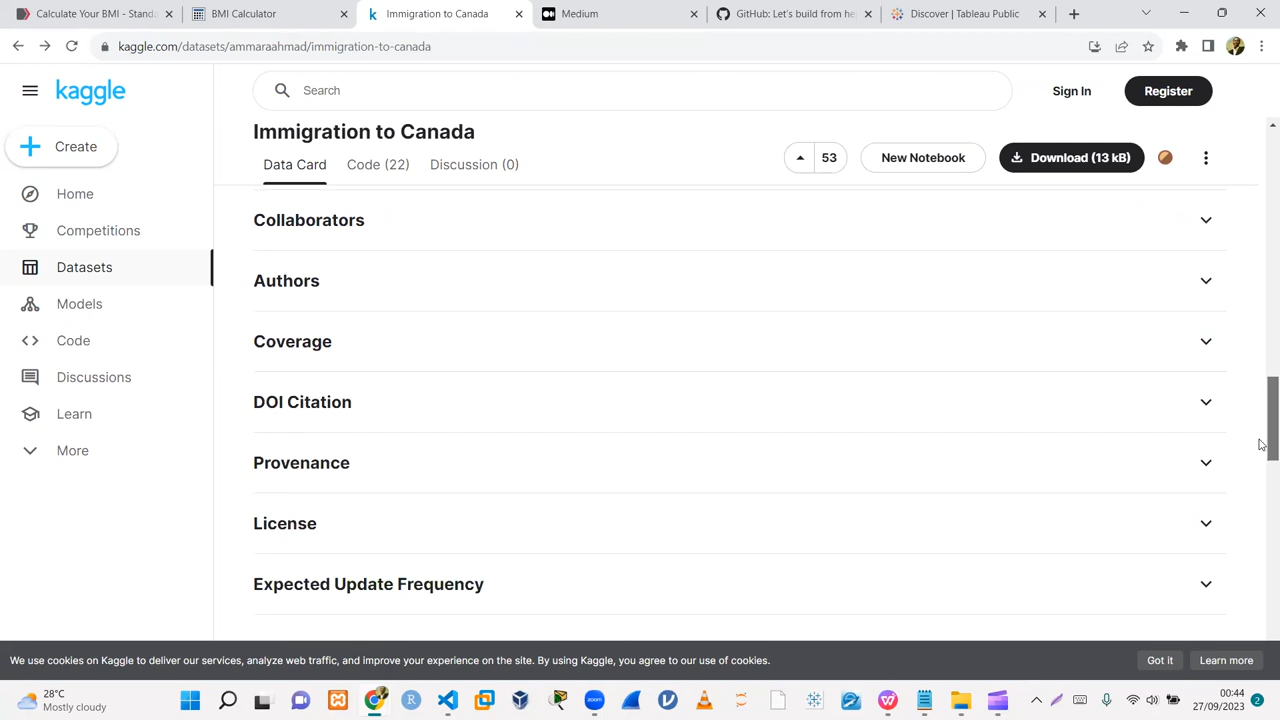 Calculate Your BMI - Standa
BMI Calculator
Immigration to Canada
Medium
GitHub: Let's build from he
Discover | Tableau Public
kaggle.com/datasets/ammaraahmad/immigration-to-canada
kaggle
Search
Sign In
Register
Create
Home
Competitions
Datasets
Models
Code
Discussions
Learn
More
Immigration to Canada
Data Card
Code (22)
Discussion (0)
53
New Notebook
Download (13 kB)
Collaborators
Authors
Coverage
DOI Citation
Provenance
License
Expected Update Frequency
We use cookies on Kaggle to deliver our services, analyze web traffic, and improve your experience on the site. By using Kaggle, you agree to our use of cookies.
Got it
Learn more
28°C
Mostly cloudy
00:44
27/09/2023
2